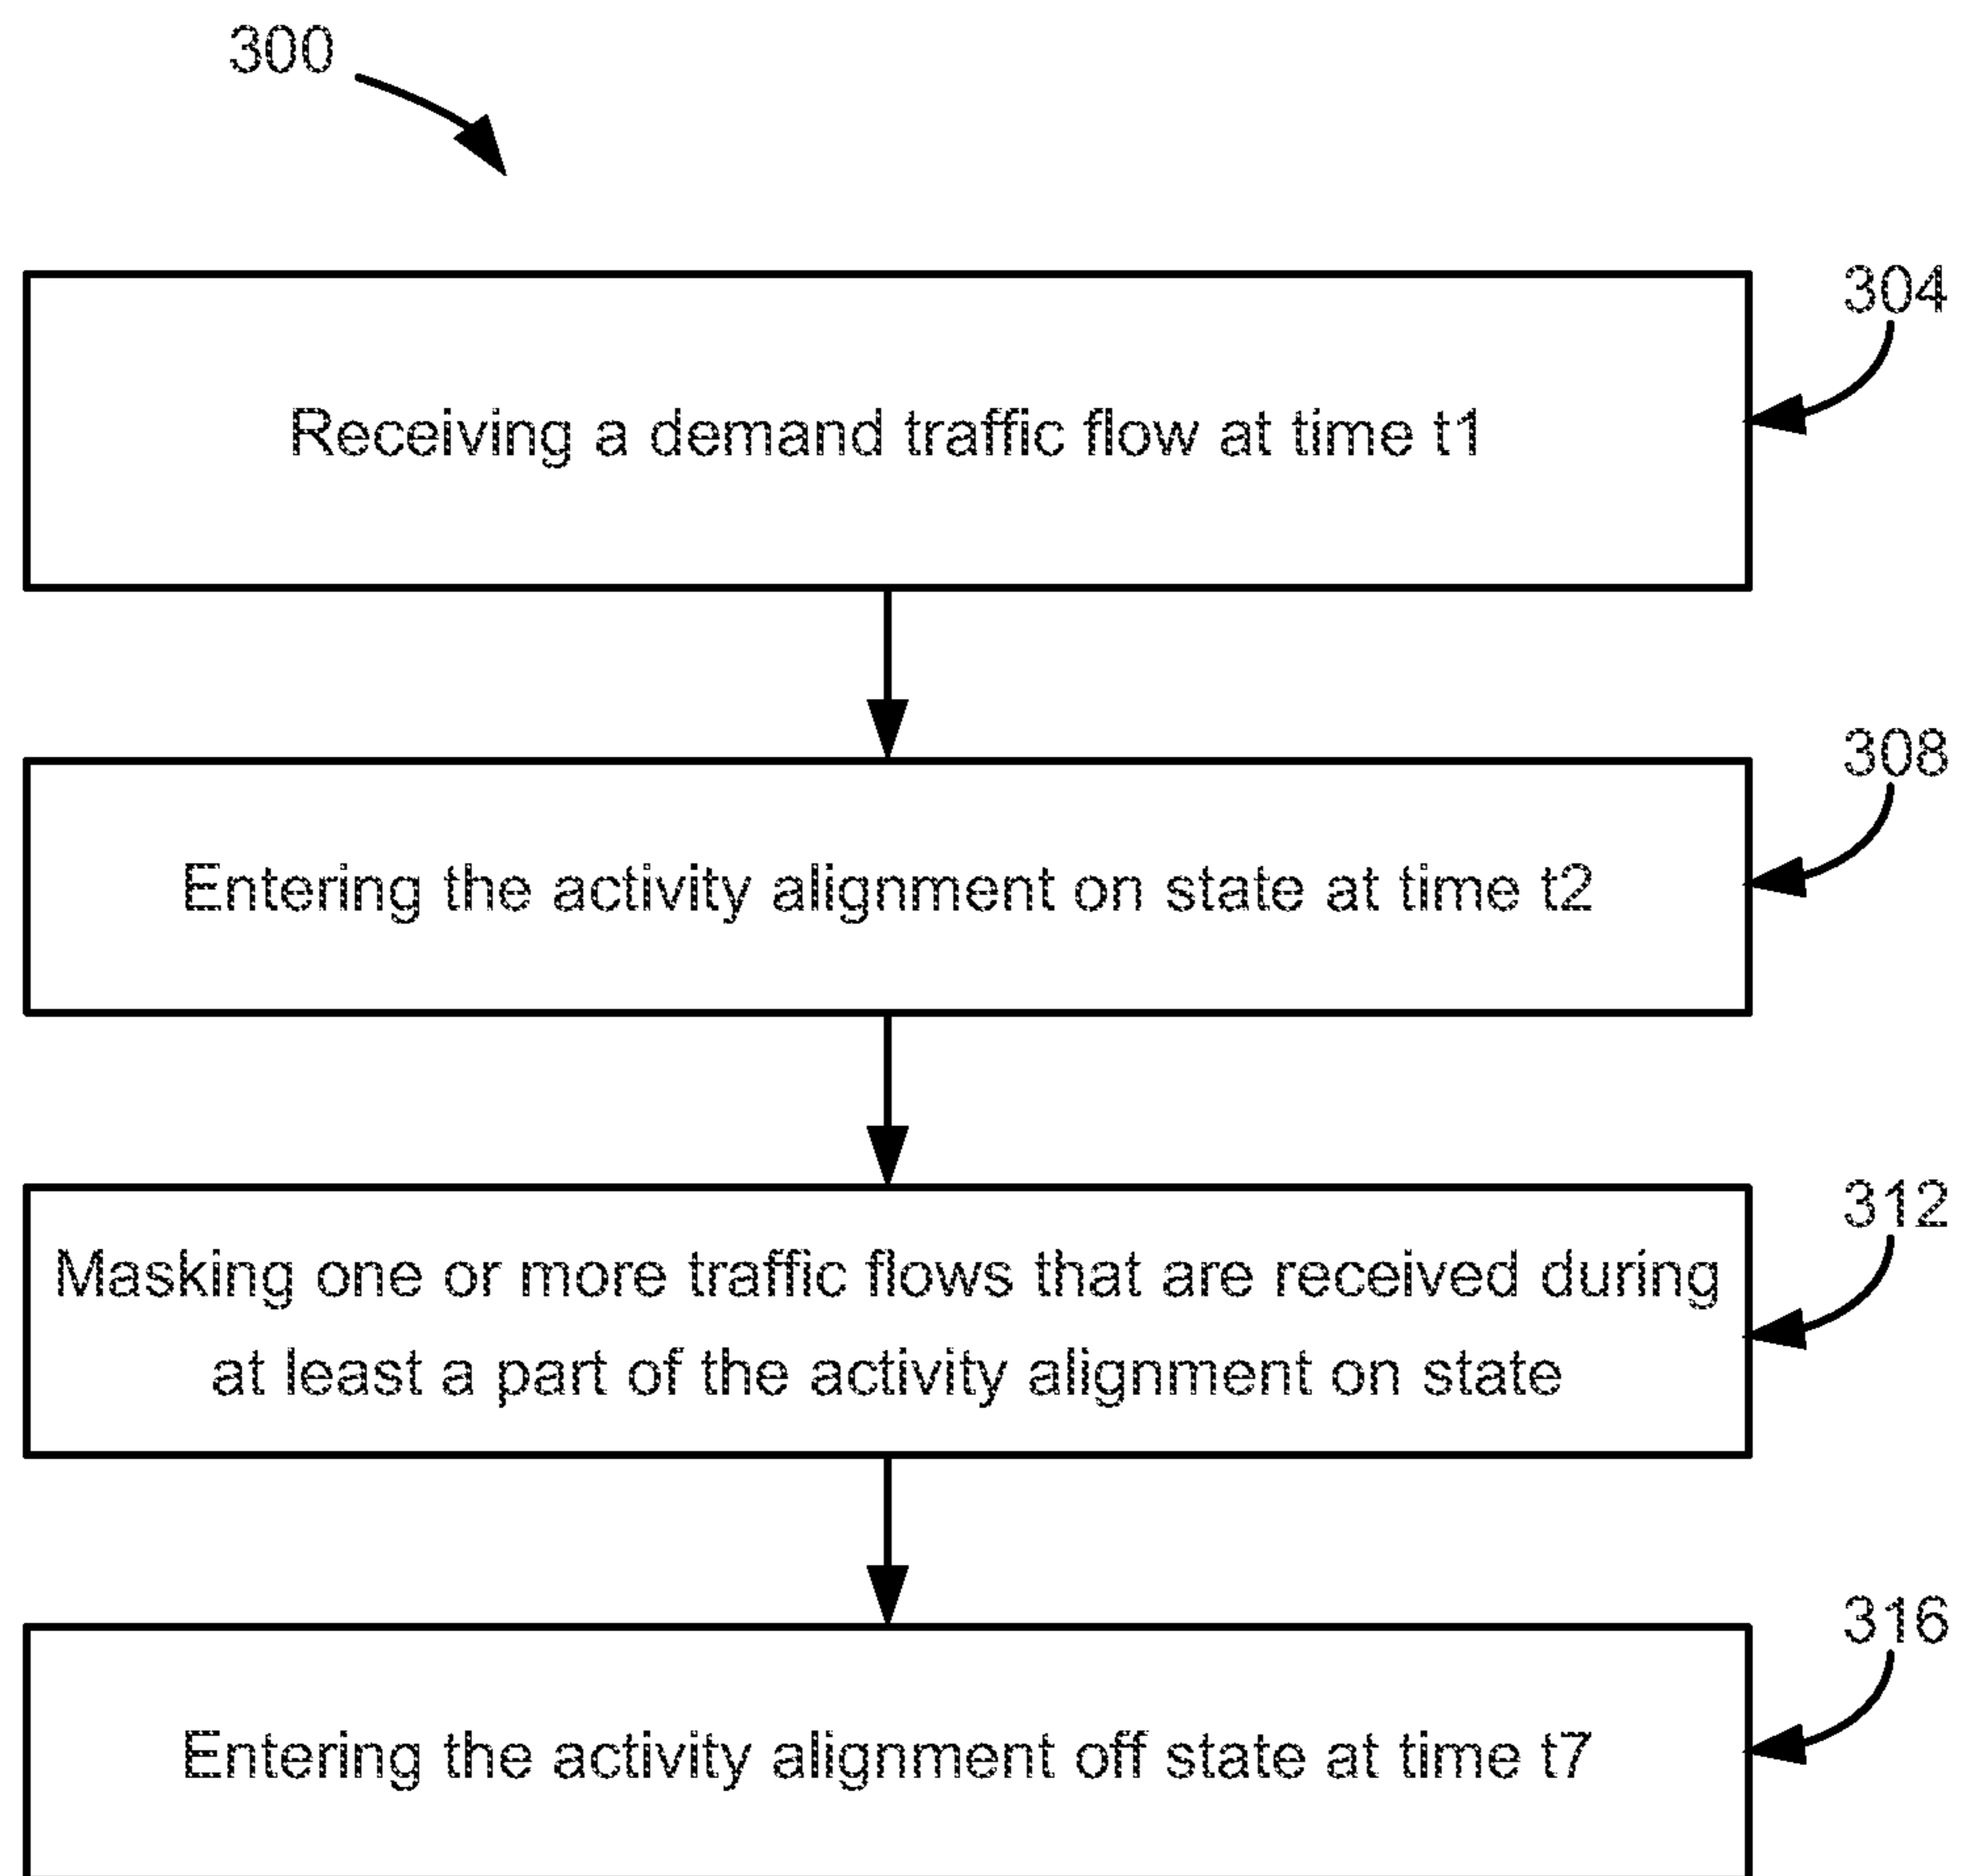 300
304
Receiving a demand traffic flow at time t1
308
Entering the activity alignment on state at time t2
312
Masking one or more traffic flows that are received during
at least a part of the activity alignment on state
316
Entering the activity alignment off state at time t7